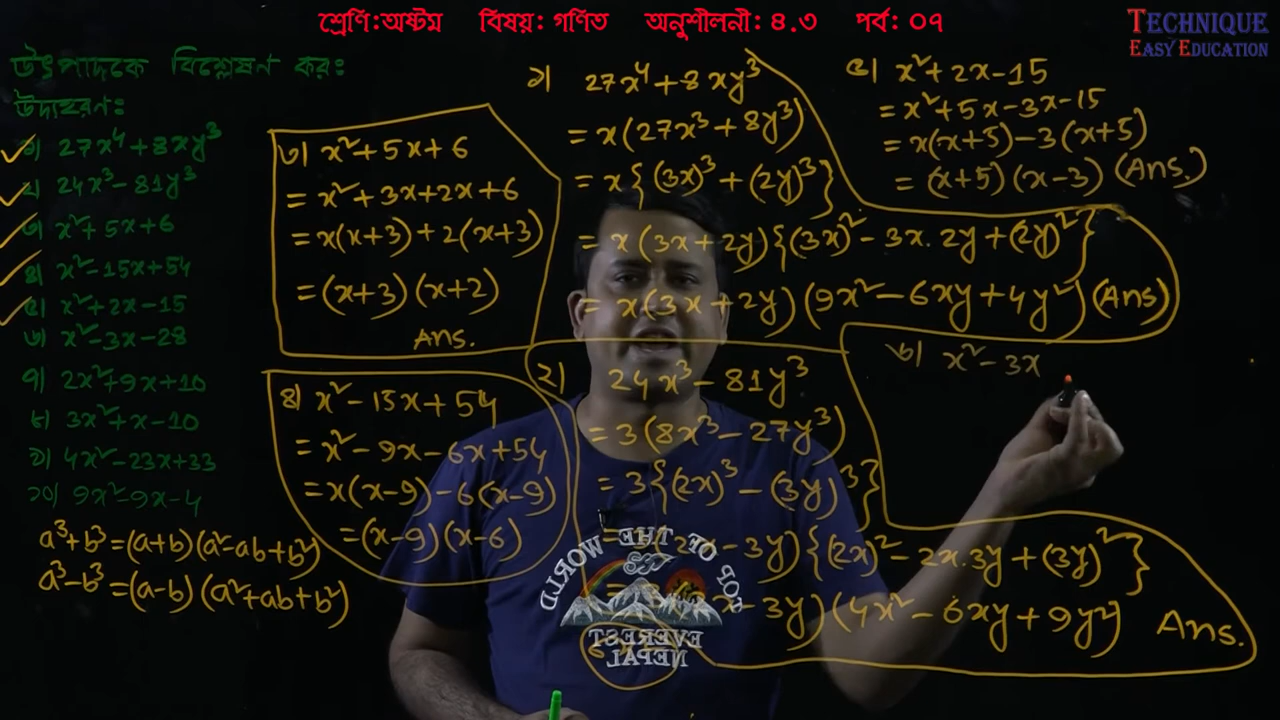 শ্রেণি:অষ্টম বিষয়: গণিত অনুশীলনী: ৪.৩ পর্ব: ০৭
TECHNIQUE
EASY EDUCATION
উৎপাদকে বিশ্লেষণ কর:
উদাহরণ:
১) 27x⁴+8xy³
২) 24x³-81y³
৩) x²+5x+6
৪) x²-15x+54
৫) x²+2x-15
৬) x²-3x-28
৭) 2x²+9x+10
৮) 3x²+x-10
৯) 4x²-23x+33
১০) 9x²-9x-4
a³+b³=(a+b)(a²-ab+b²)
a³-b³=(a-b)(a²+ab+b²)
৩) x²+5x+6
= x²+3x+2x+6
=x(x+3)+2(x+3)
=(x+3)(x+2)
Ans.
৪) x²-15x+54
= x²-9x-6x+54
=x(x-9)-6(x-9)
=(x-9)(x-6)
১) 27x⁴+8xy³
=x(27x³+8y³)
=x{(3x)³+(2y)³}
= x(3x+2y){(3x)²-3x.2y+(2y)²}
= x(3x+2y)(9x²-6xy+4y²)(Ans)
২) 24x³-81y³
=3(8x³-27y³)
=3{(2x)³-(3y)³}
-3y){(2x)²-2x.3y+(3y)²}
x-3y)(4x²-6xy+9y²) Ans.
৫) x²+2x-15
=x²+5x-3x-15
=x(x+5)-3(x+5)
=(x+5)(x-3) (Ans.)
৬) x²-3x
TOP OF THE WORLD
EVEREST
NEPAL